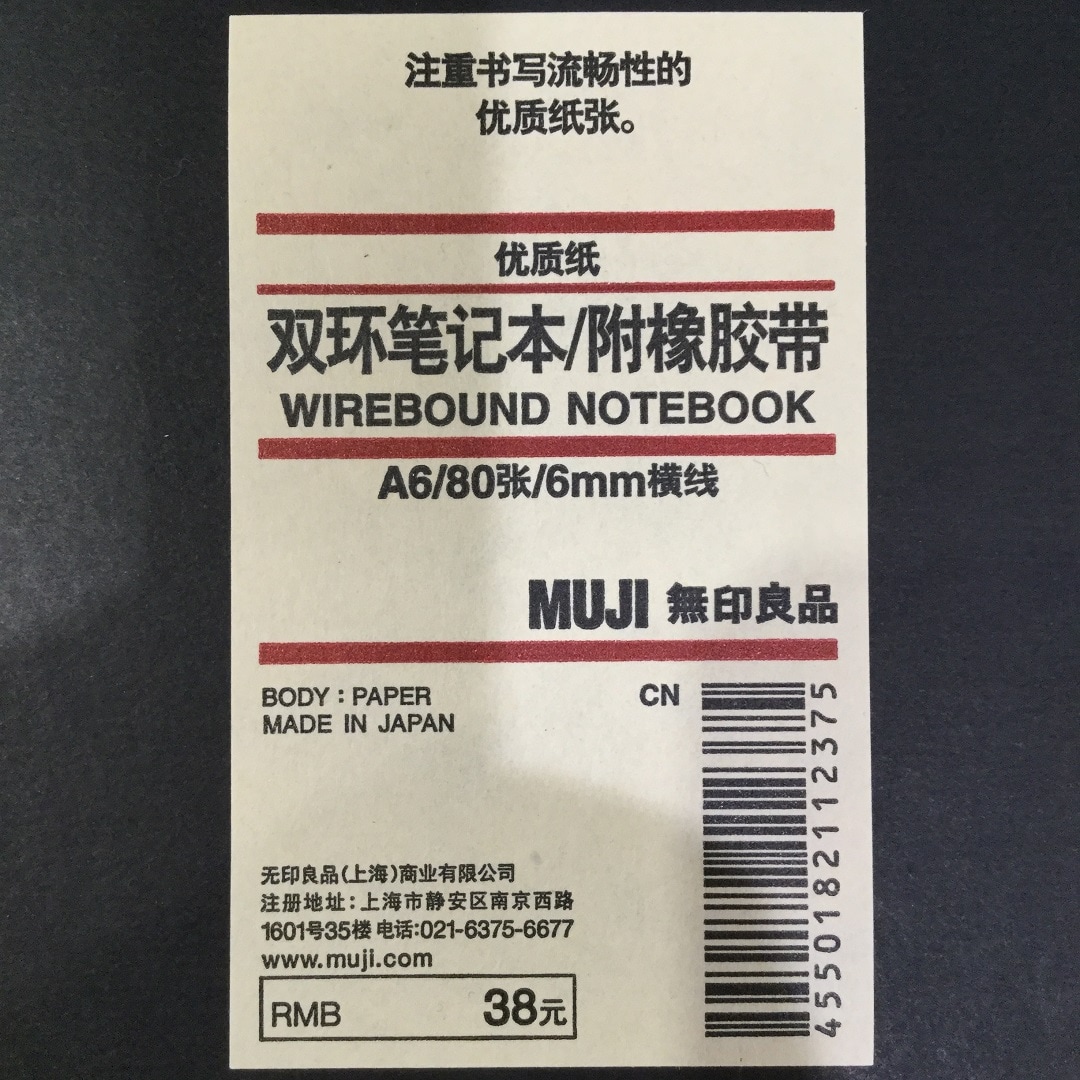 注重书写流畅性的
优质纸张。
优质纸
双环笔记本/附橡胶带
WIREBOUND NOTEBOOK
A6/80张/6mm横线
MUJI 無印良品
BODY : PAPER
MADE IN JAPAN
CN
4550182112375
无印良品(上海)商业有限公司
注册地址:上海市静安区南京西路
1601号35楼 电话:021-6375-6677
www.muji.com
RMB 38元